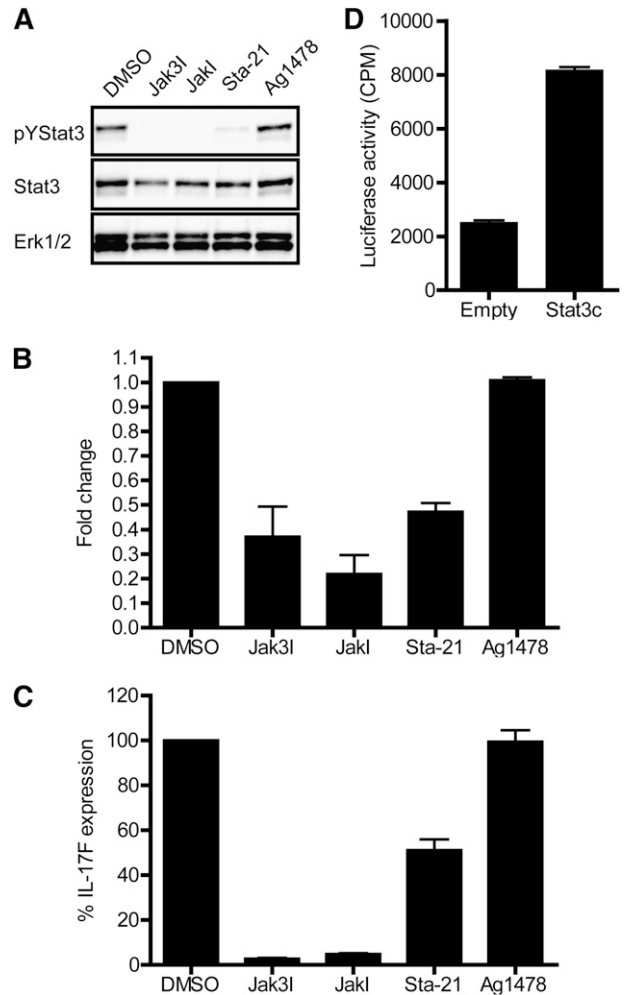 A
DMSO Jak3I JakI Sta-21 Ag1478
pYStat3
Stat3
Erk1/2
D
Luciferase activity (CPM)
10000
8000
6000
4000
2000
0
Empty Stat3c
B
Fold change
1.1
1.0
0.9
0.8
0.7
0.6
0.5
0.4
0.3
0.2
0.1
0.0
DMSO Jak3I JakI Sta-21 Ag1478
C
% IL-17F expression
120
100
80
60
40
20
0
DMSO Jak3I JakI Sta-21 Ag1478